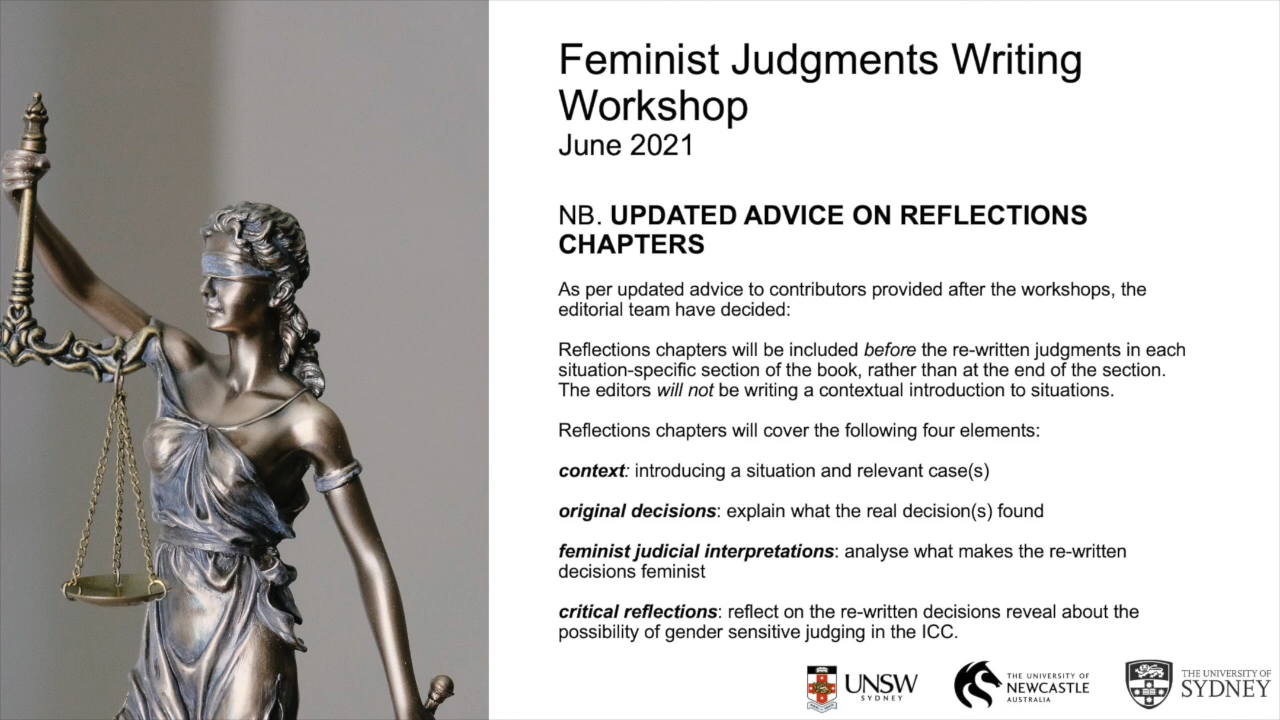 Feminist Judgments Writing
Workshop
June 2021
NB. UPDATED ADVICE ON REFLECTIONS
CHAPTERS
As per updated advice to contributors provided after the workshops, the
editorial team have decided:
Reflections chapters will be included before the re-written judgments in each
situation-specific section of the book, rather than at the end of the section.
The editors will not be writing a contextual introduction to situations.
Reflections chapters will cover the following four elements:
context: introducing a situation and relevant case(s)
original decisions: explain what the real decision(s) found
feminist judicial interpretations: analyse what makes the re-written
decisions feminist
critical reflections: reflect on the re-written decisions reveal about the
possibility of gender sensitive judging in the ICC.
UNSW
SYDNEY
THE UNIVERSITY OF
NEWCASTLE
AUSTRALIA
THE UNIVERSITY OF
SYDNEY